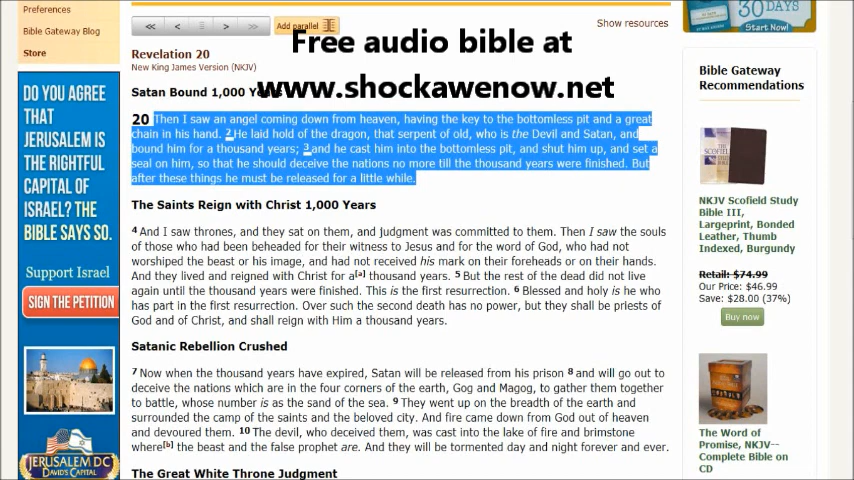 Preferences
Bible Gateway Blog
Store
DO YOU AGREE
THAT
JERUSALEM IS
THE RIGHTFUL
CAPITAL OF
ISRAEL? THE
BIBLE SAYS SO.
Support Israel
SIGN THE PETITION
JERUSALEM DC
DAVID'S CAPITAL
Add parallel
Show resources
Free audio bible at
www.shockawenow.net
Revelation 20
New King James Version (NKJV)
Satan Bound 1,000 Years
20 Then I saw an angel coming down from heaven, having the key to the bottomless pit and a great
chain in his hand. 2 He laid hold of the dragon, that serpent of old, who is the Devil and Satan, and
bound him for a thousand years; 3 and he cast him into the bottomless pit, and shut him up, and set a
seal on him, so that he should deceive the nations no more till the thousand years were finished. But
after these things he must be released for a little while.
The Saints Reign with Christ 1,000 Years
4 And I saw thrones, and they sat on them, and judgment was committed to them. Then I saw the souls
of those who had been beheaded for their witness to Jesus and for the word of God, who had not
worshiped the beast or his image, and had not received his mark on their foreheads or on their hands.
And they lived and reigned with Christ for a[a] thousand years. 5 But the rest of the dead did not live
again until the thousand years were finished. This is the first resurrection. 6 Blessed and holy is he who
has part in the first resurrection. Over such the second death has no power, but they shall be priests of
God and of Christ, and shall reign with Him a thousand years.
Satanic Rebellion Crushed
7 Now when the thousand years have expired, Satan will be released from his prison 8 and will go out to
deceive the nations which are in the four corners of the earth, Gog and Magog, to gather them together
to battle, whose number is as the sand of the sea. 9 They went up on the breadth of the earth and
surrounded the camp of the saints and the beloved city. And fire came down from God out of heaven
and devoured them. 10 The devil, who deceived them, was cast into the lake of fire and brimstone
where[b] the beast and the false prophet are. And they will be tormented day and night forever and ever.
The Great White Throne Judgment
30 DAYS
Start Now!
Bible Gateway
Recommendations
NKJV Scofield Study
Bible III,
Largeprint, Bonded
Leather, Thumb
Indexed, Burgundy
Retail: $74.99
Our Price: $46.99
Save: $28.00 (37%)
Buy now
The Word of
Promise, NKJV--
Complete Bible on
CD